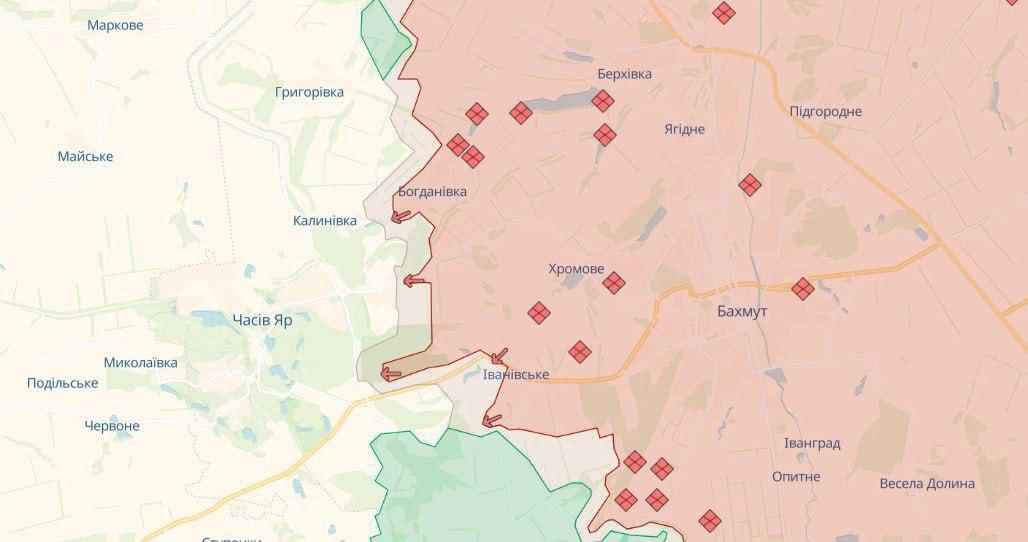 Маркове
Берхівка
Григорівка
Підгородне
Ягідне
Майське
Богданівка
Калинівка
Хромове
Бахмут
Часів Яр
Миколаївка
Іванівське
Подільське
Червоне
Іванград
Опитне
Весела Долина
Ступочки